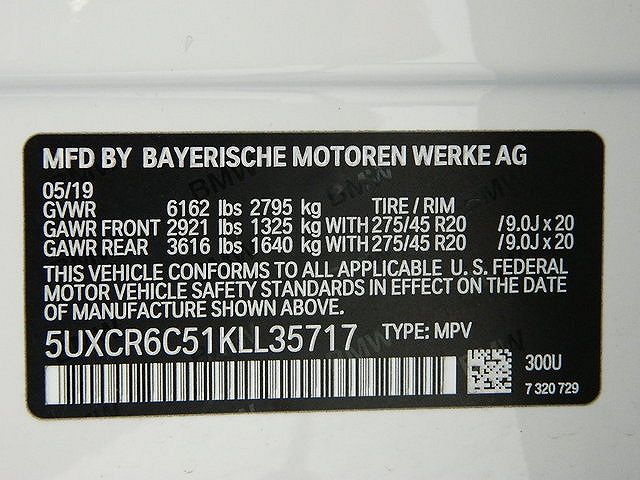 MFD BY BAYERISCHE MOTOREN WERKE AG
05/19
GVWR 6162 lbs 2795 kg TIRE / RIM
GAWR FRONT 2921 lbs 1325 kg WITH 275/45 R20 /9.0J x 20
GAWR REAR 3616 lbs 1640 kg WITH 275/45 R20 /9.0J x 20
THIS VEHICLE CONFORMS TO ALL APPLICABLE U.S. FEDERAL
MOTOR VEHICLE SAFETY STANDARDS IN EFFECT ON THE DATE
OF MANUFACTURE SHOWN ABOVE.
5UXCR6C51KLL35717 TYPE: MPV
300U
7 320 729